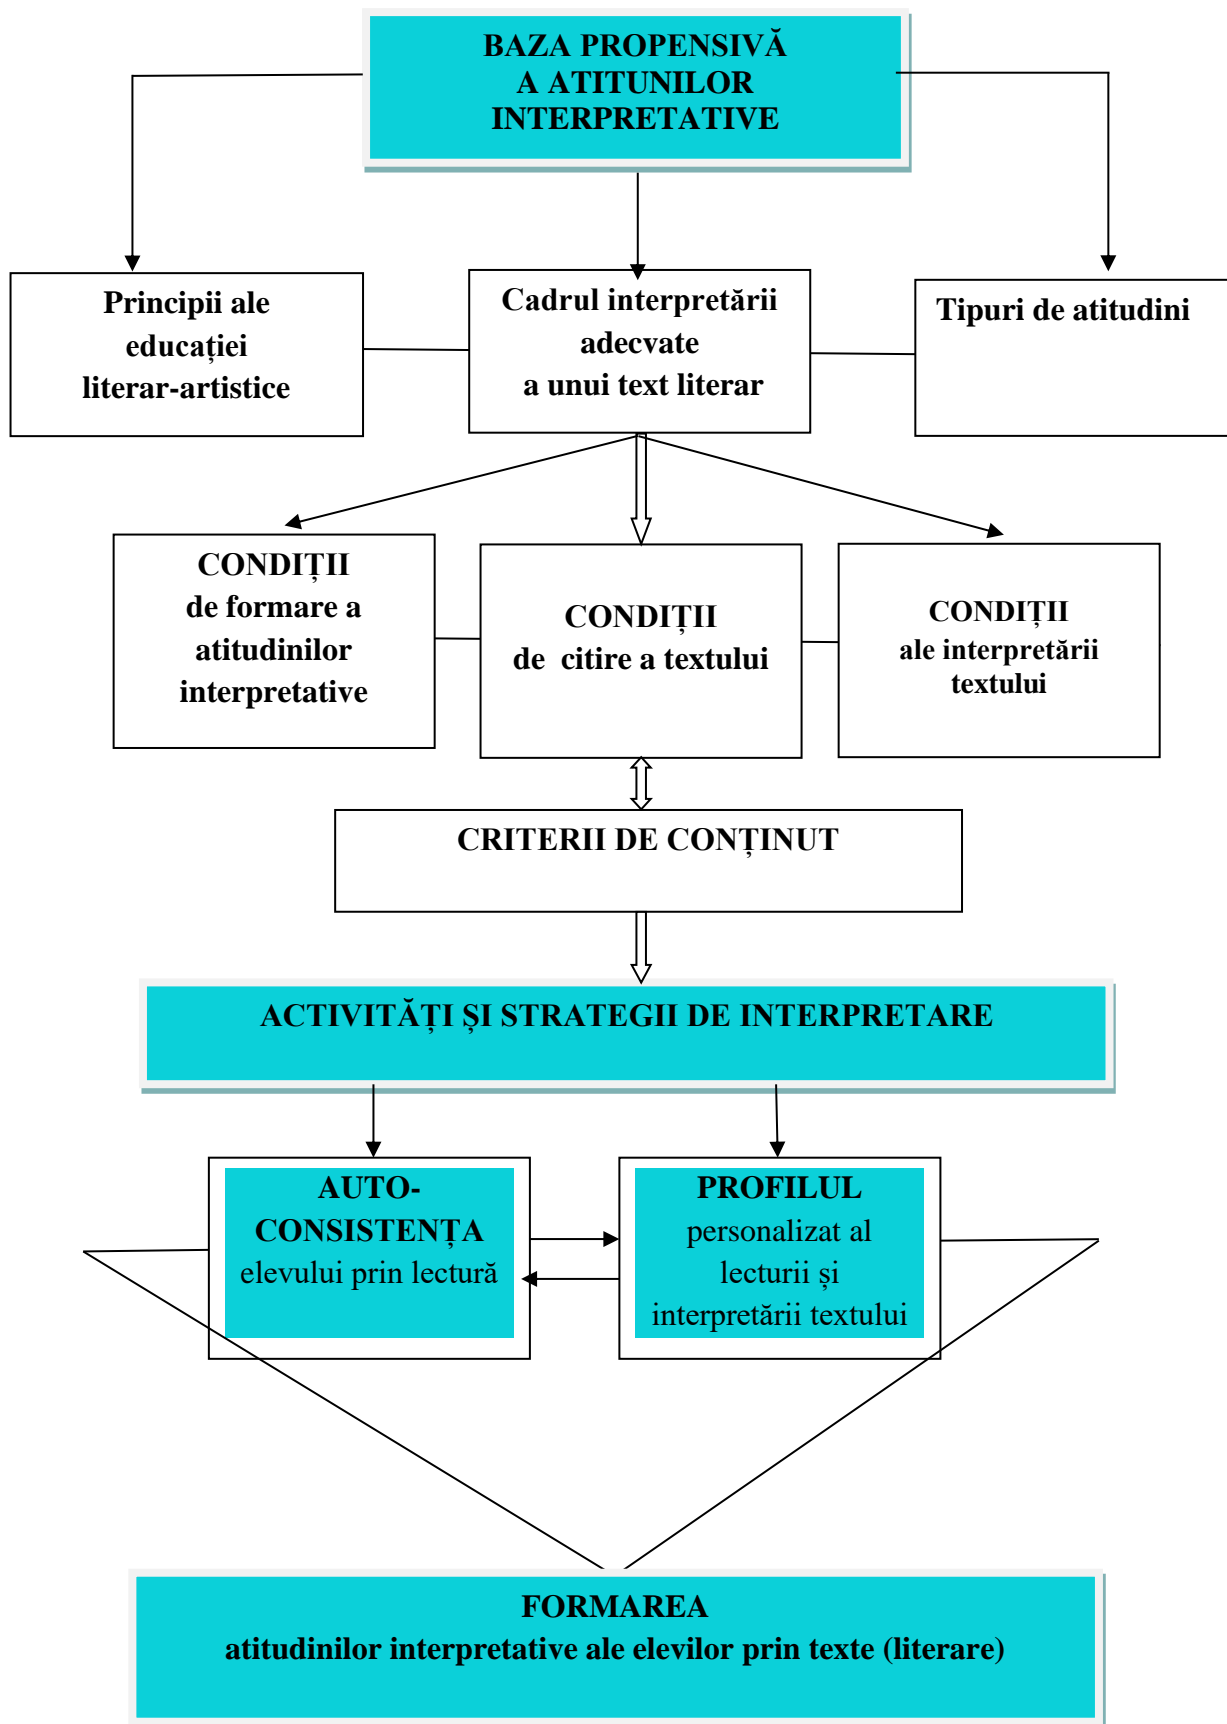 BAZA PROPENSIVĂ
A ATITUNILOR
INTERPRETATIVE
Principii ale
educației
literar-artistice
Cadrul interpretării
adecvate
a unui text literar
Tipuri de atitudini
CONDIȚII
de formare a
atitudinilor
interpretative
CONDIȚII
de citire a textului
CONDIȚII
ale interpretării
textului
CRITERII DE CONȚINUT
ACTIVITĂȚI ȘI STRATEGII DE INTERPRETARE
AUTO-
CONSISTENȚA
elevului prin lectură
PROFILUL
personalizat al
lecturii și
interpretării textului
FORMAREA
atitudinilor interpretative ale elevilor prin texte (literare)